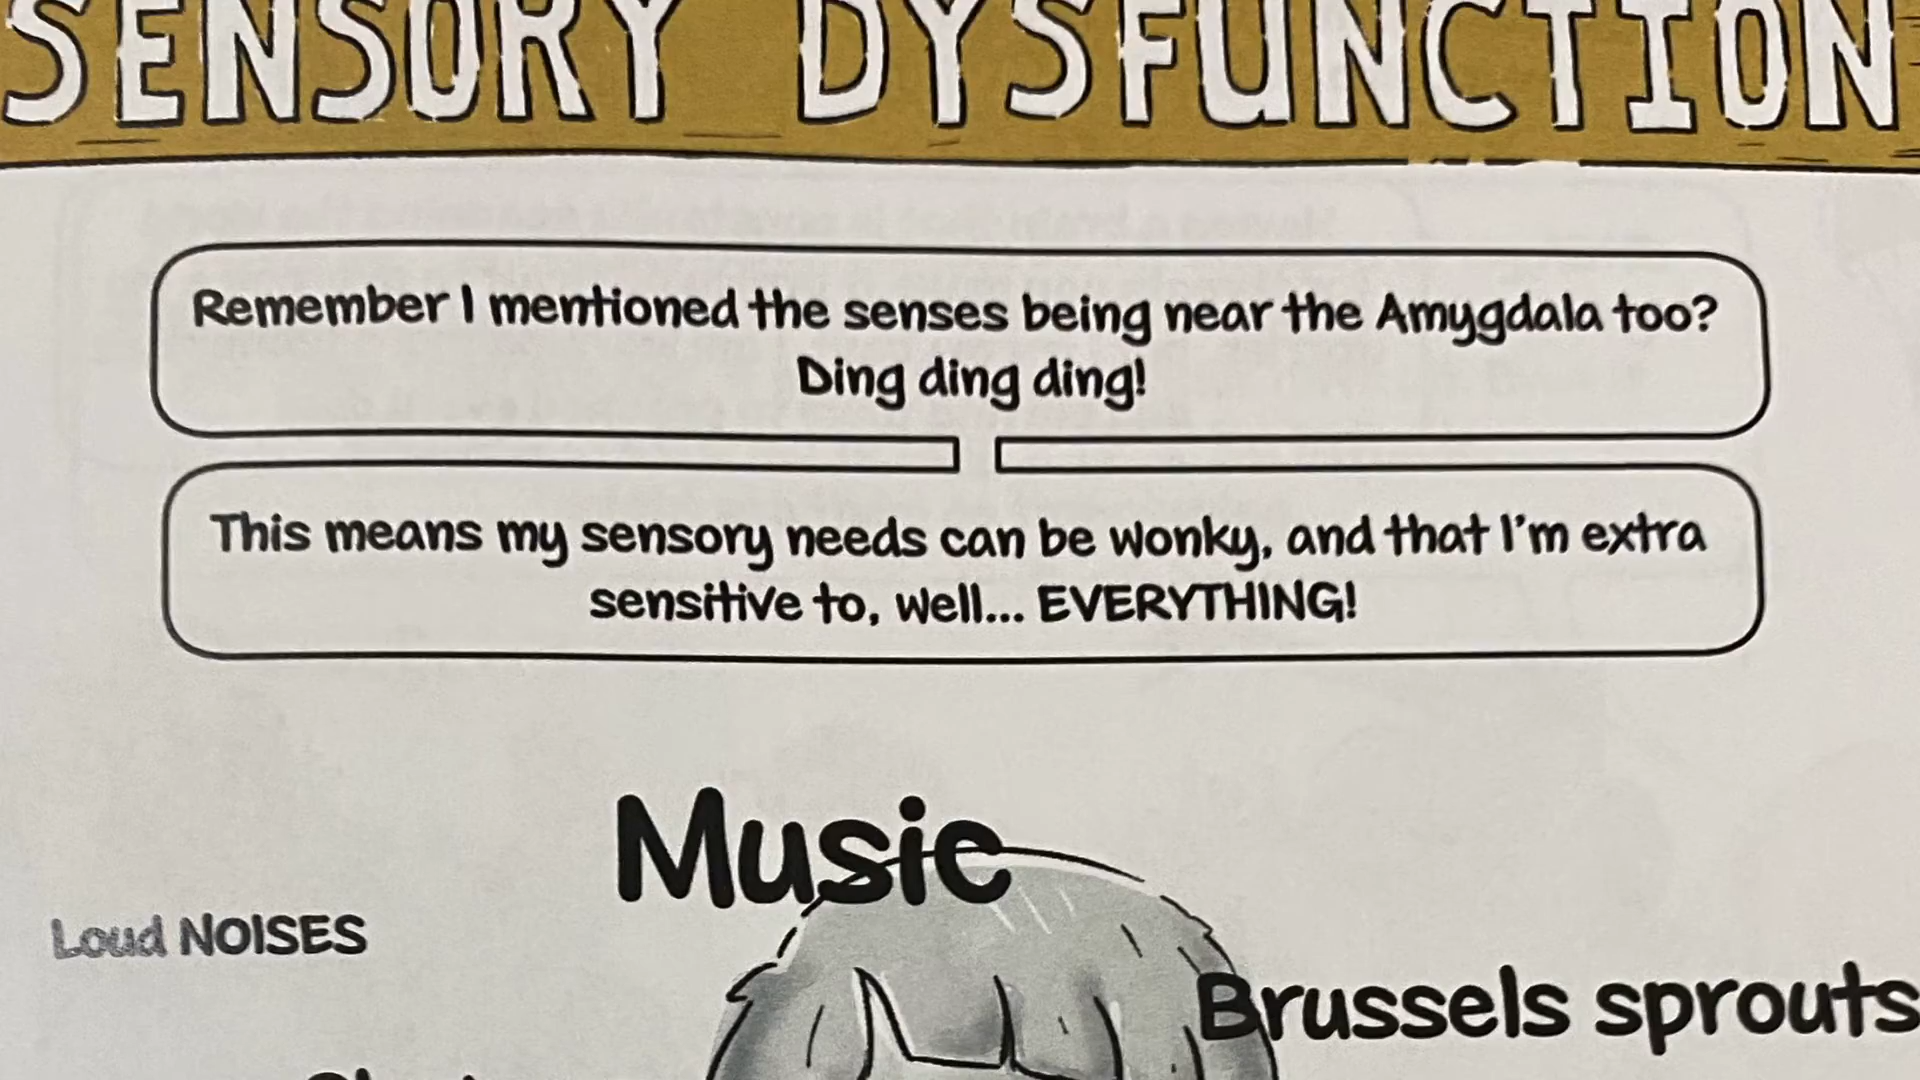 SENSORY DYSFUNCTION
Remember I mentioned the senses being near the Amygdala too?
Ding ding ding!
This means my sensory needs can be wonky, and that I'm extra
sensitive to, well... EVERYTHING!
Music
Loud NOISES
Brussels sprouts